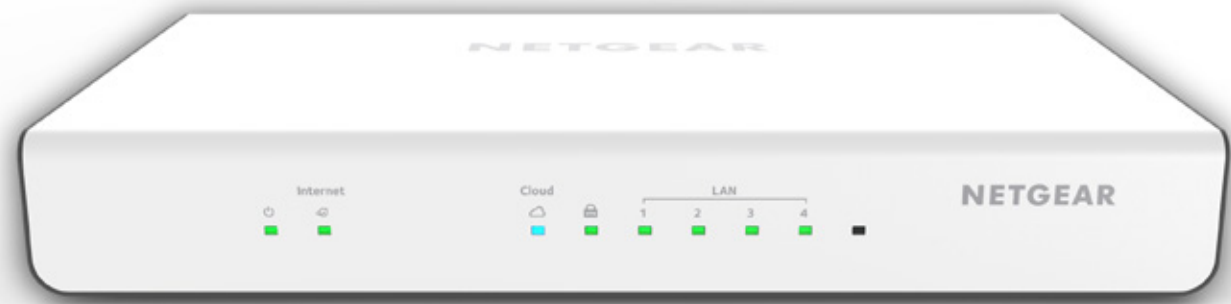 NETGEAR
Internet
Cloud
LAN
NETGEAR
1 2 3 4